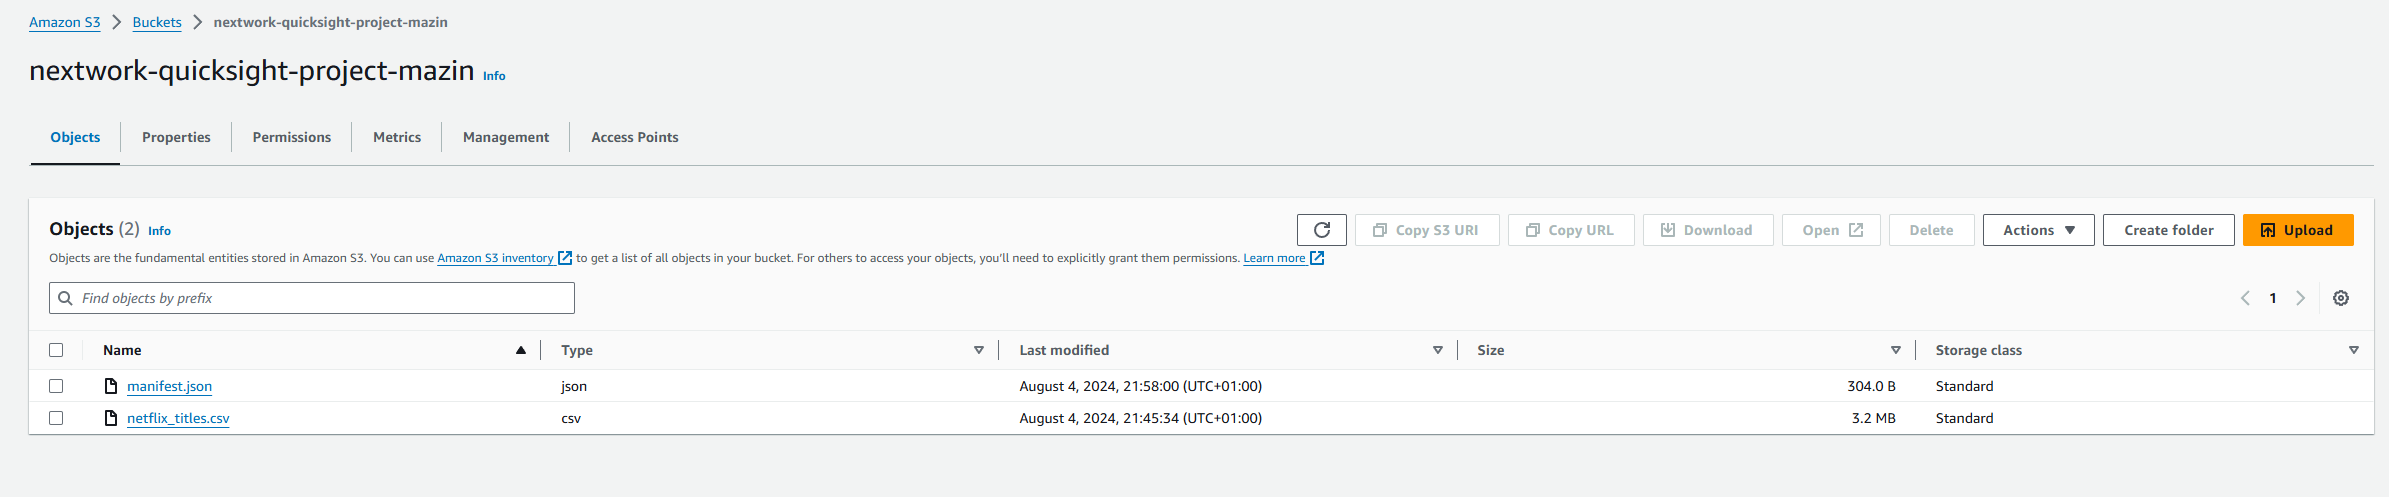 Amazon S3 Buckets nextwork-quicksight-project-mazin
nextwork-quicksight-project-mazin Info
Objects Properties Permissions Metrics Management Access Points
Objects (2) Info Copy S3 URI Copy URL Download Open Delete Actions Create folder Upload
Objects are the fundamental entities stored in Amazon S3. You can use Amazon S3 inventory to get a list of all objects in your bucket. For others to access your objects, you'll need to explicitly grant them permissions. Learn more
Find objects by prefix 1
Name Type Last modified Size Storage class
manifest.json json August 4, 2024, 21:58:00 (UTC+01:00) 304.0 B Standard
netflix_titles.csv csv August 4, 2024, 21:45:34 (UTC+01:00) 3.2 MB Standard